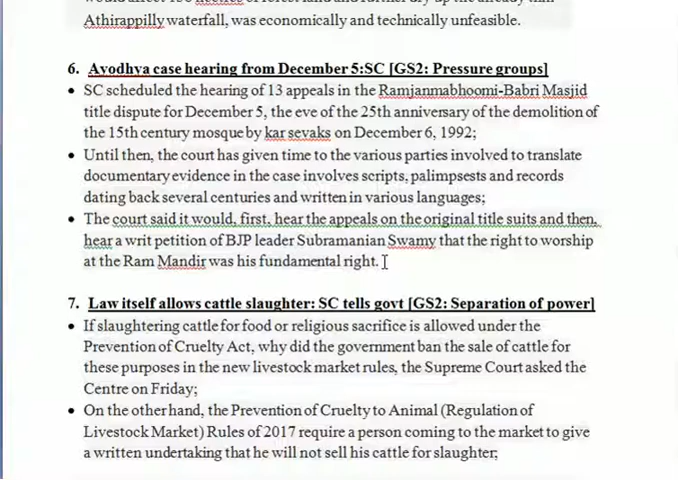 Athirappilly waterfall, was economically and technically unfeasible.
6. Ayodhya case hearing from December 5:SC [GS2: Pressure groups]
• SC scheduled the hearing of 13 appeals in the Ramjanmabhoomi-Babri Masjid
title dispute for December 5, the eve of the 25th anniversary of the demolition of
the 15th century mosque by kar sevaks on December 6, 1992;
• Until then, the court has given time to the various parties involved to translate
documentary evidence in the case involves scripts, palimpsests and records
dating back several centuries and written in various languages;
• The court said it would, first, hear the appeals on the original title suits and then,
hear a writ petition of BJP leader Subramanian Swamy that the right to worship
at the Ram Mandir was his fundamental right.
7. Law itself allows cattle slaughter: SC tells govt [GS2: Separation of power]
• If slaughtering cattle for food or religious sacrifice is allowed under the
Prevention of Cruelty Act, why did the government ban the sale of cattle for
these purposes in the new livestock market rules, the Supreme Court asked the
Centre on Friday;
• On the other hand, the Prevention of Cruelty to Animal (Regulation of
Livestock Market) Rules of 2017 require a person coming to the market to give
a written undertaking that he will not sell his cattle for slaughter;